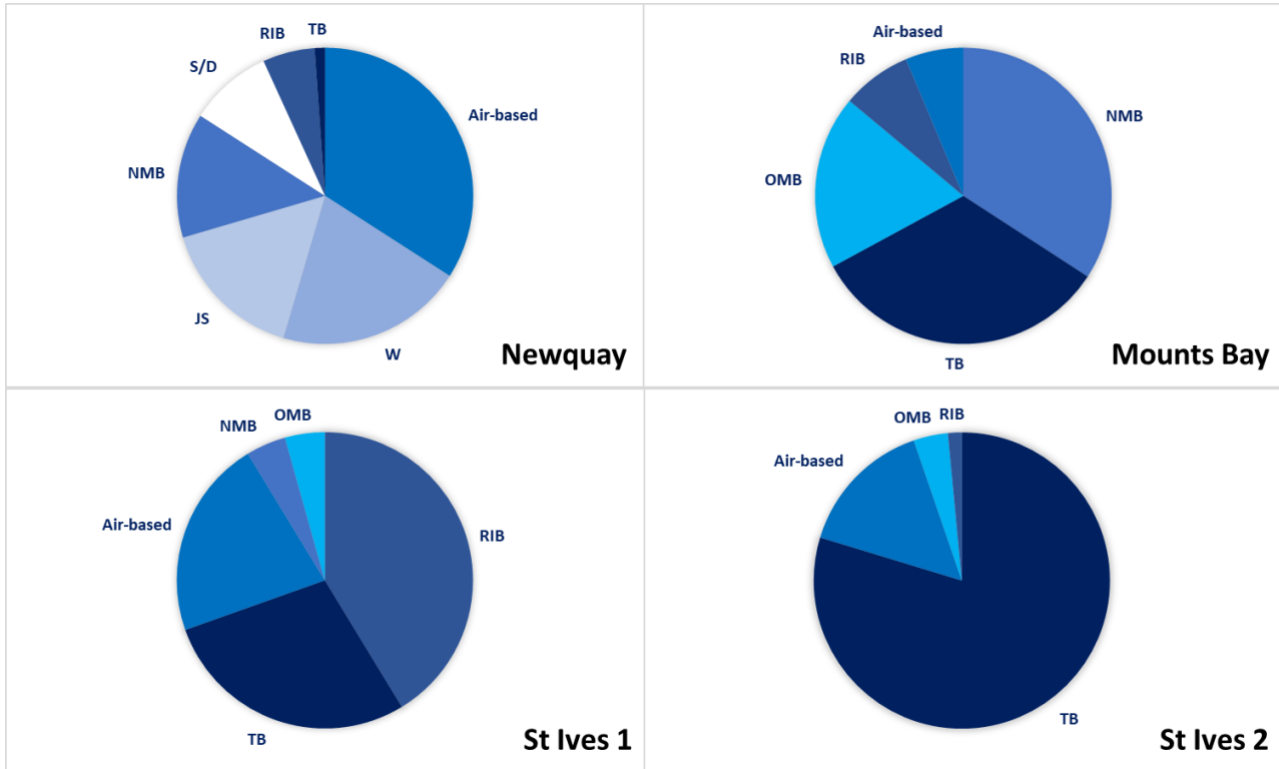 RIB
TB
S/D
Air-based
NMB
JS
W
Newquay
Air-based
RIB
NMB
OMB
TB
Mounts Bay
NMB
OMB
Air-based
RIB
TB
St Ives 1
OMB
RIB
Air-based
TB
St Ives 2